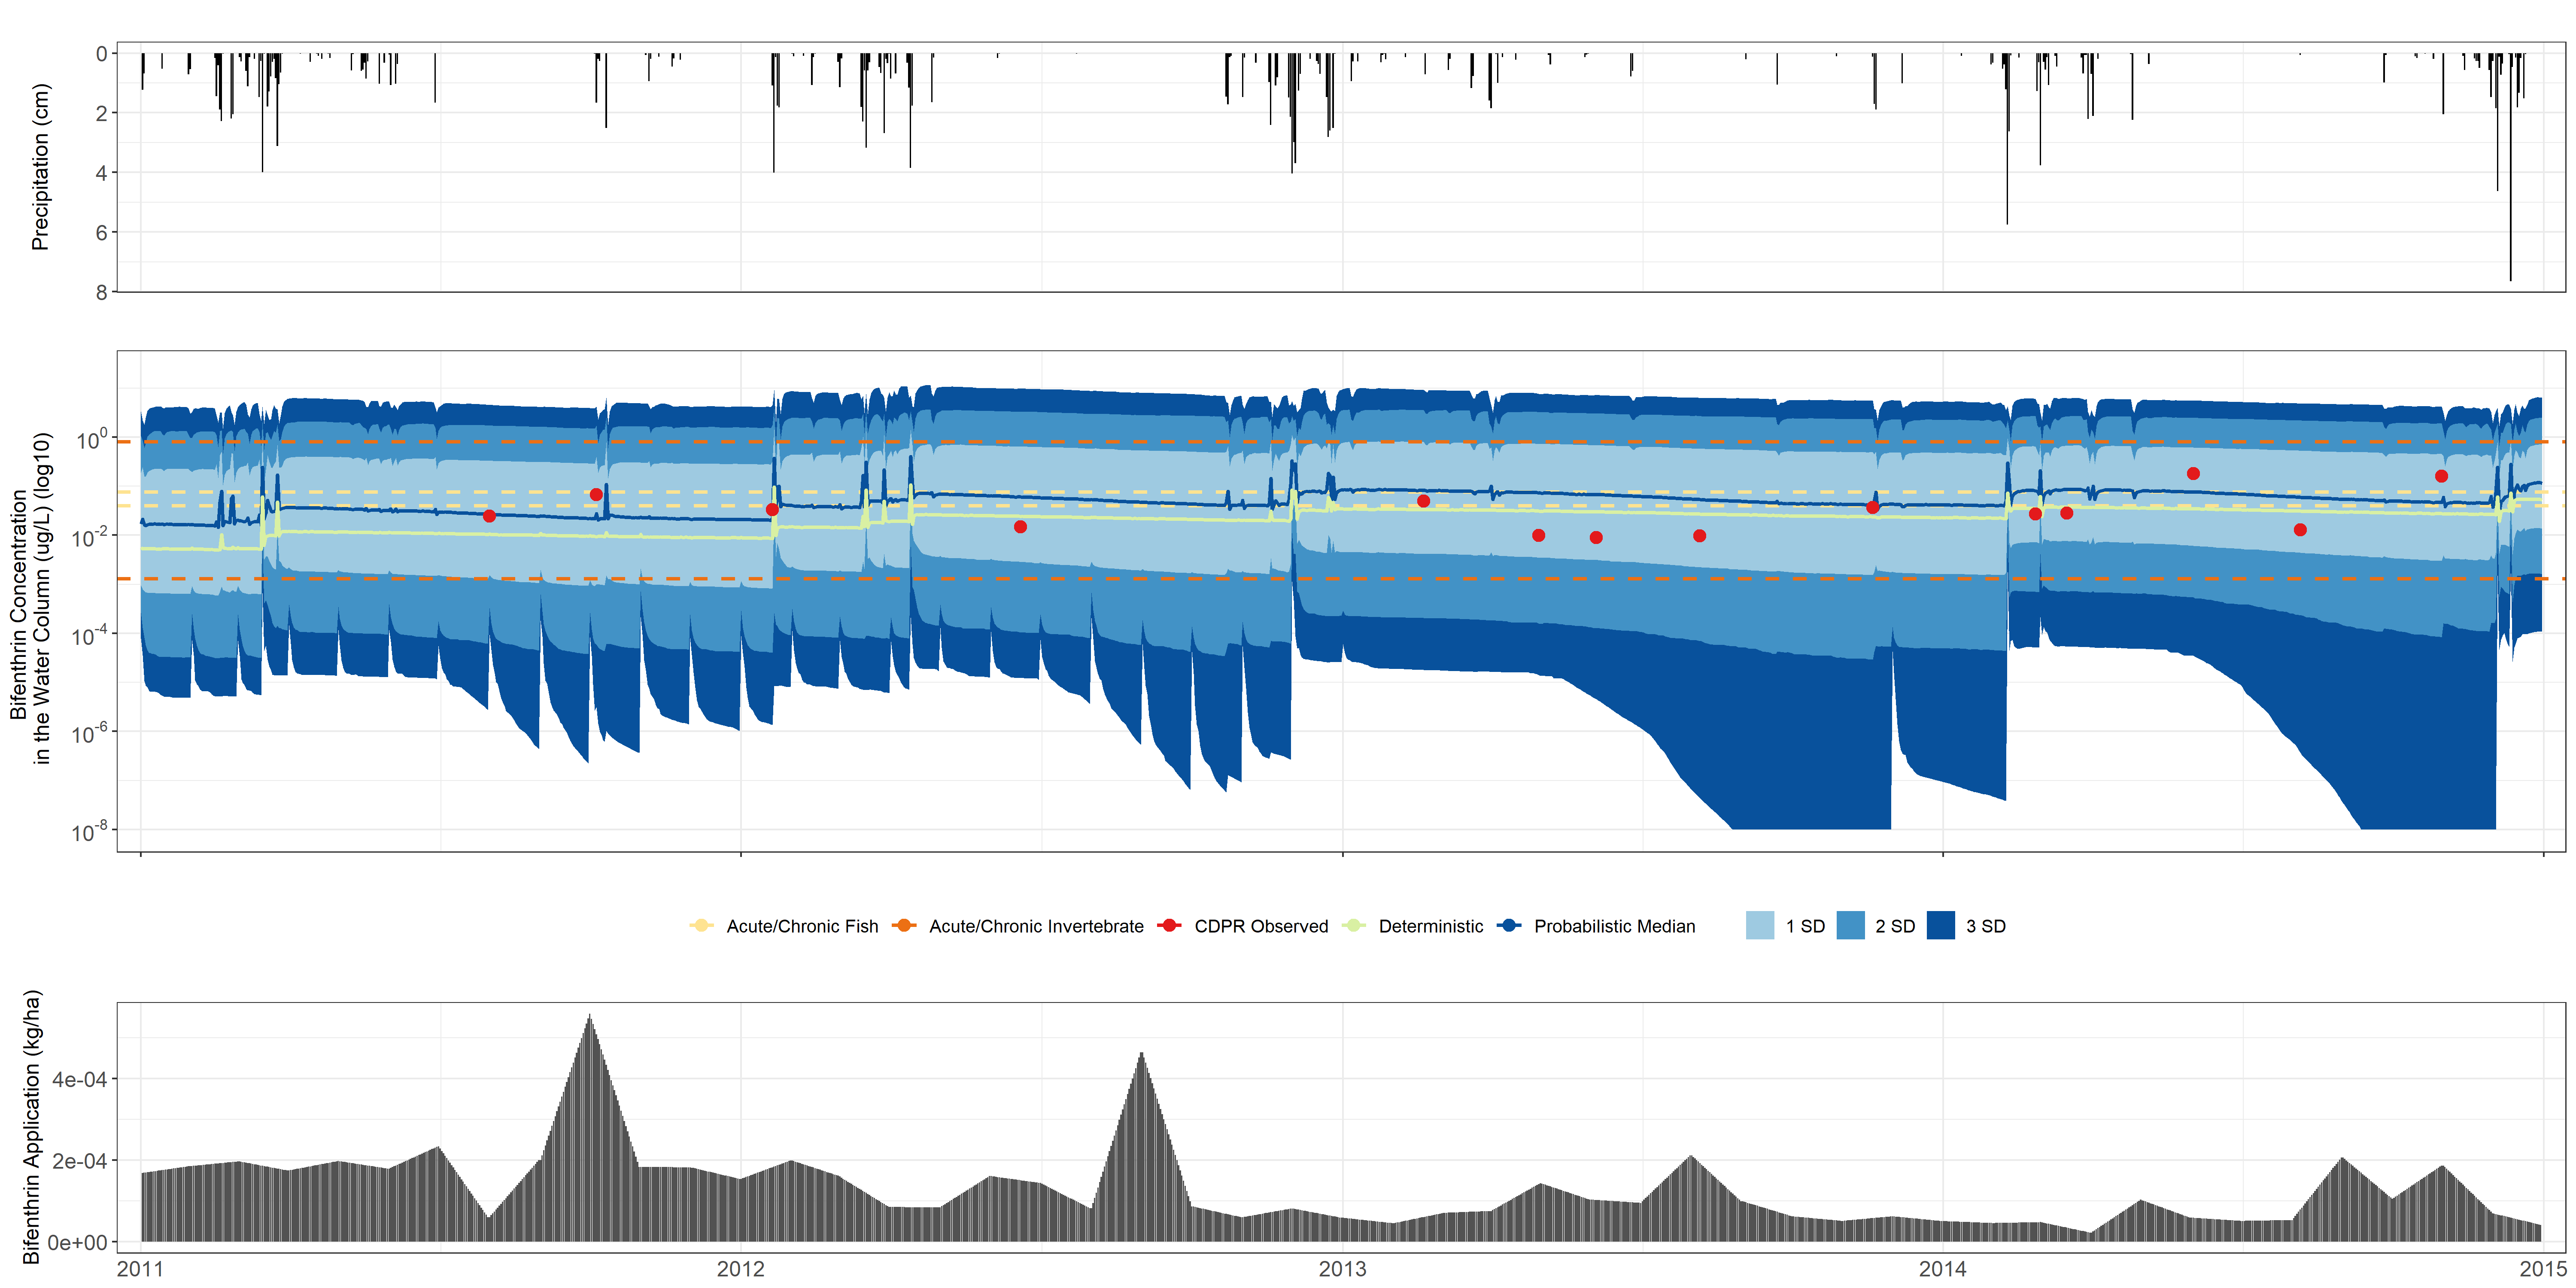 0
2
4
6
8
Precipitation (cm)
10^0
10^-2
10^-4
10^-6
10^-8
Bifenthrin Concentration
in the Water Column (ug/L) (log10)
Acute/Chronic Fish
Acute/Chronic Invertebrate
CDPR Observed
Deterministic
Probabilistic Median
1 SD
2 SD
3 SD
4e-04
2e-04
0e+00
Bifenthrin Application (kg/ha)
2011
2012
2013
2014
2015